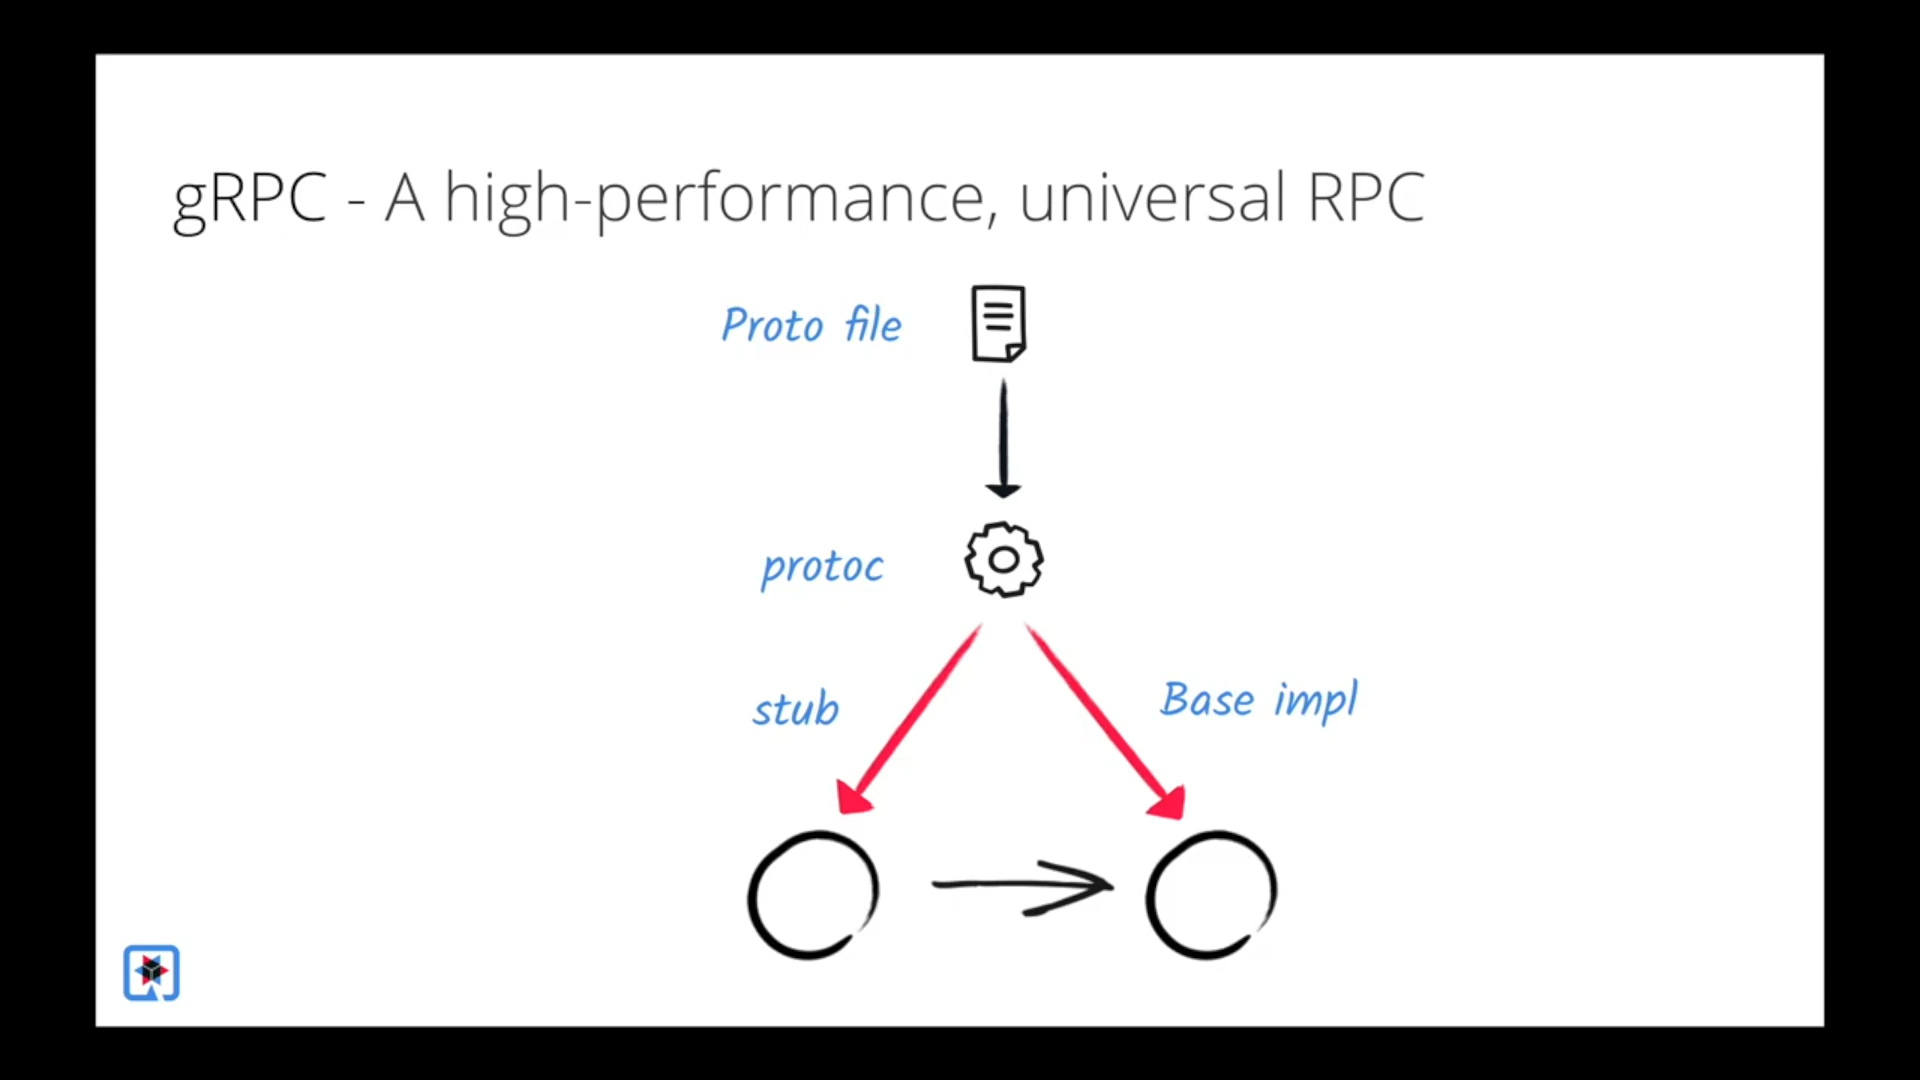 gRPC - A high-performance, universal RPC
Proto file
protoc
stub
Base impl